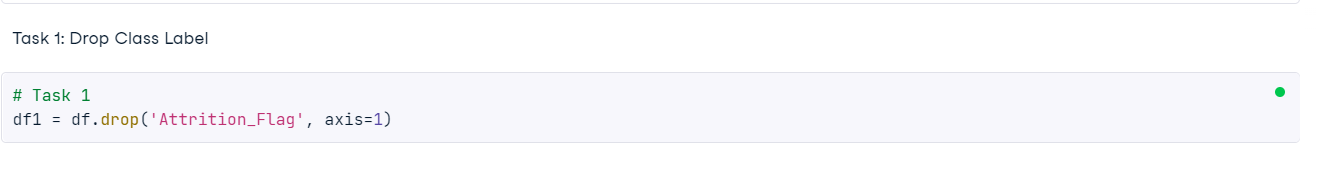 Task 1: Drop Class Label
# Task 1
df1 = df.drop('Attrition_Flag', axis=1)